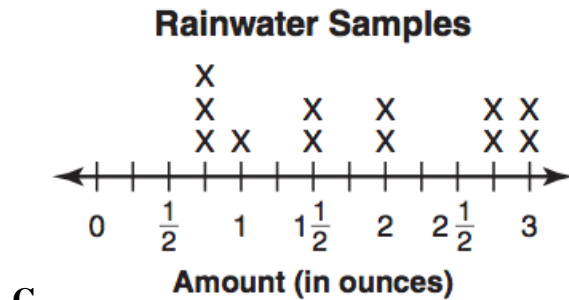 Rainwater Samples
X
X X X X X
X X X X X X
0 1/2 1 1 1/2 2 2 1/2 3
Amount (in ounces)
C